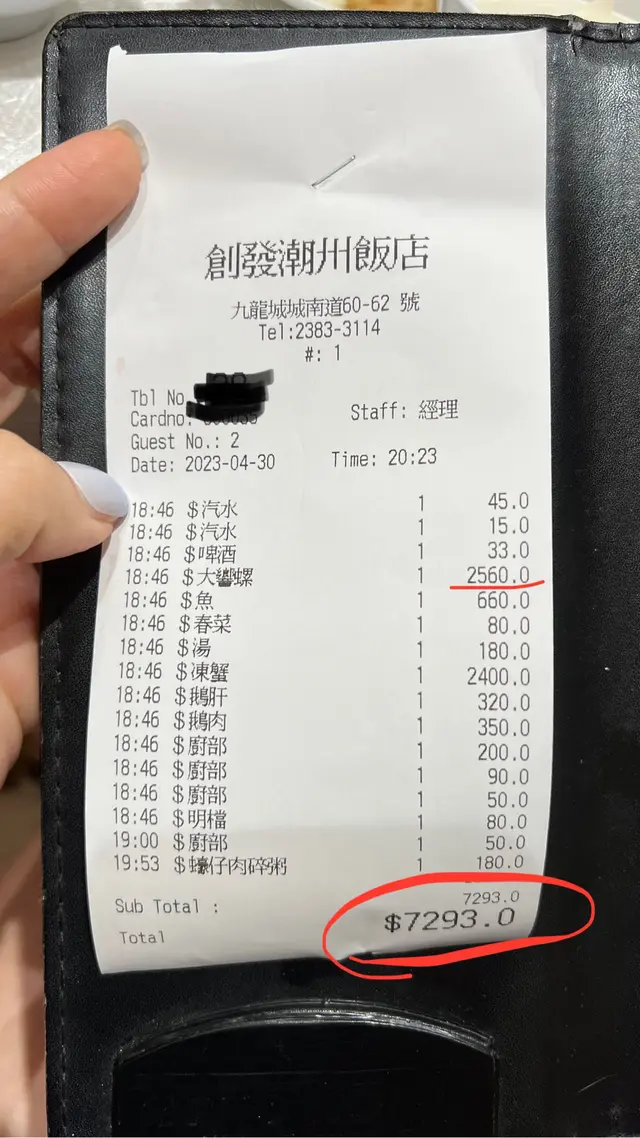 創發潮州飯店
九龍城城南道60-62 號
Tel:2383-3114
#: 1
Tbl No
Cardno: Staff: 經理
Guest No.: 2
Date: 2023-04-30 Time: 20:23
18:46 $汽水 1 45.0
18:46 $汽水 1 15.0
18:46 $啤酒 1 33.0
18:46 $大響螺 1 2560.0
18:46 $魚 1 660.0
18:46 $春菜 1 80.0
18:46 $湯 1 180.0
18:46 $凍蟹 1 2400.0
18:46 $鵝肝 1 320.0
18:46 $鵝肉 1 350.0
18:46 $廚部 1 200.0
18:46 $廚部 1 90.0
18:46 $廚部 1 50.0
18:46 $明檔 1 80.0
19:00 $廚部 1 50.0
19:53 $蠔仔肉碎粥 1 180.0
Sub Total : 7293.0
Total $7293.0